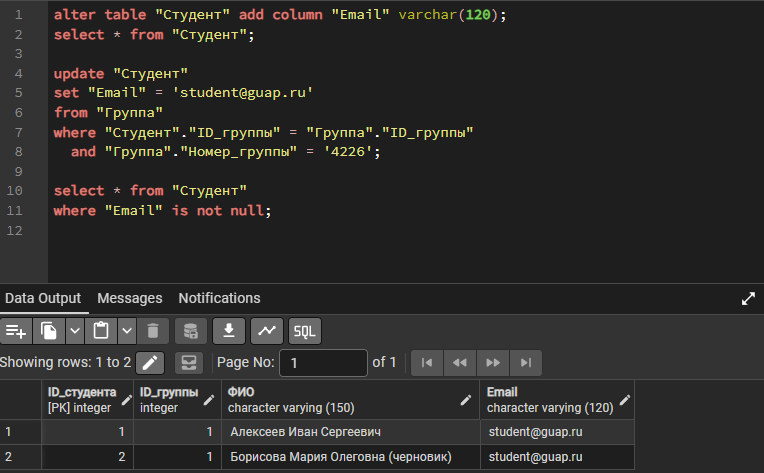 1 alter table "Студент" add column "Email" varchar(120);
2 select * from "Студент";
3
4 update "Студент"
5 set "Email" = 'student@guap.ru'
6 from "Группа"
7 where "Студент"."ID_группы" = "Группа"."ID_группы"
8 and "Группа"."Номер_группы" = '4226';
9
10 select * from "Студент"
11 where "Email" is not null;
12
Data Output Messages Notifications
SQL
Showing rows: 1 to 2 Page No: 1 of 1
ID_студента ID_группы ФИО Email
[PK] integer integer character varying (150) character varying (120)
1 1 1 Алексеев Иван Сергеевич student@guap.ru
2 2 1 Борисова Мария Олеговна (черновик) student@guap.ru